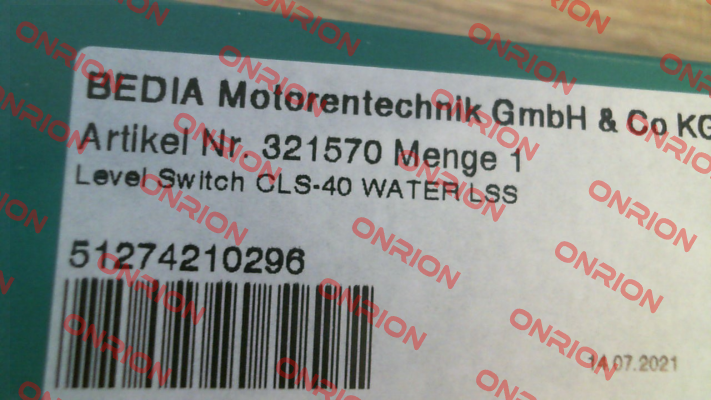 BEDIA Motorentechnik GmbH & Co KG
Artikel Nr. 321570 Menge 1
Level Switch CLS-40 WATER LSS
51274210296
14.07.2021
ONRION